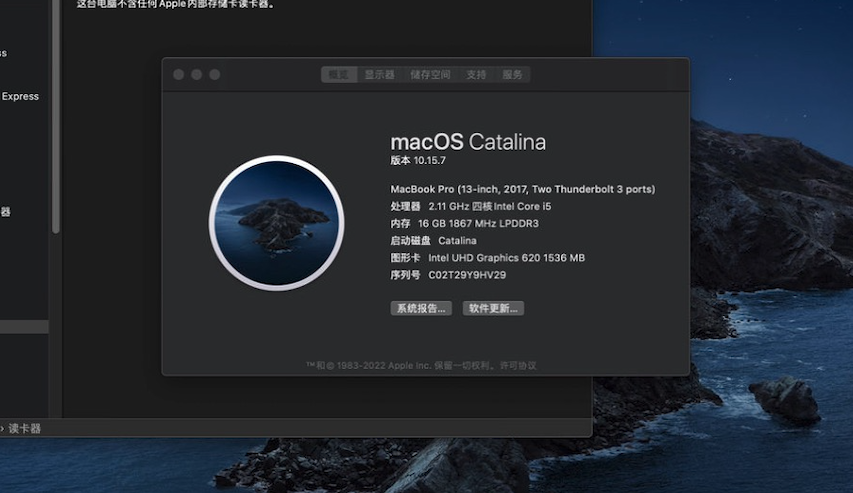 这台电脑不含任何 Apple 内部存储卡读卡器。
ss
Express
器
概览 显示器 储存空间 支持 服务
macOS Catalina
版本 10.15.7
MacBook Pro (13-inch, 2017, Two Thunderbolt 3 ports)
处理器 2.11 GHz 四核Intel Core i5
内存 16 GB 1867 MHz LPDDR3
启动磁盘 Catalina
图形卡 Intel UHD Graphics 620 1536 MB
序列号 C02T29Y9HV29
系统报告... 软件更新...
™和© 1983-2022 Apple Inc. 保留一切权利。许可协议
› 读卡器